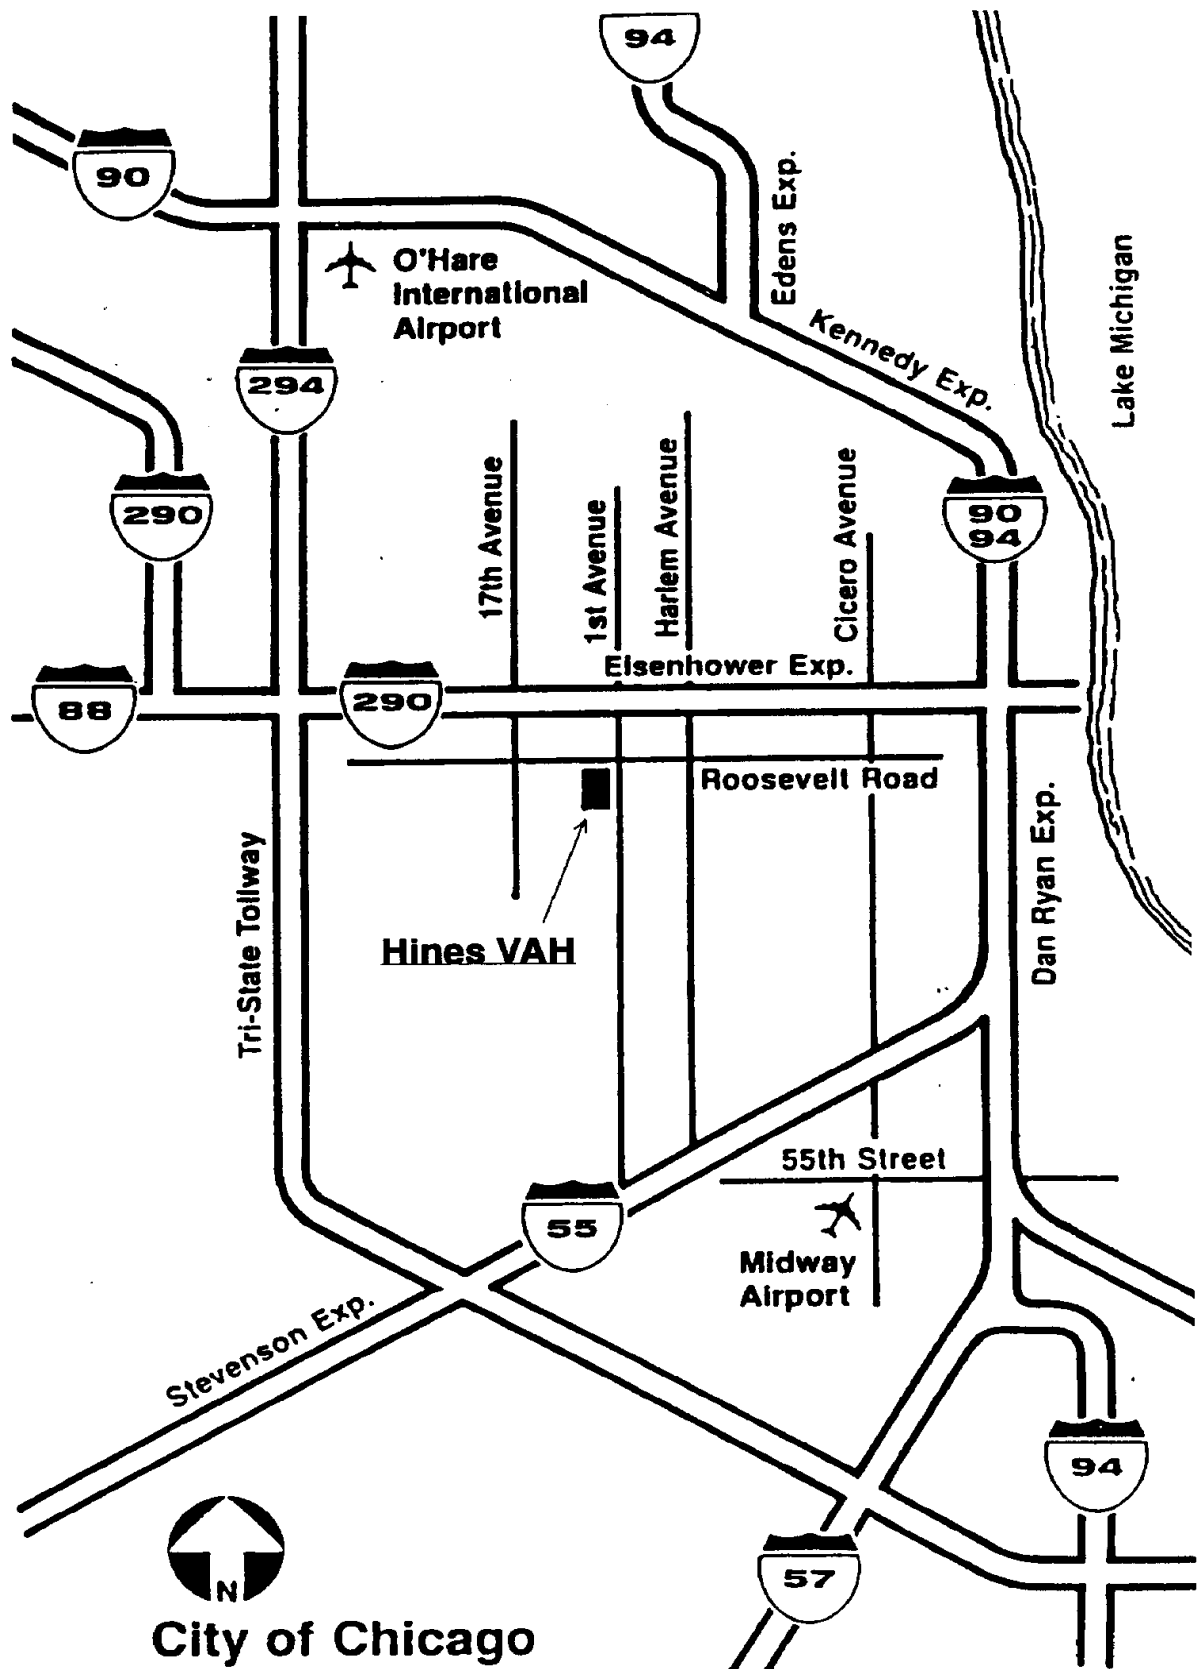 94
90
Edens Exp.
O'Hare
International
Airport
Lake Michigan
Kennedy Exp.
294
290
17th Avenue
1st Avenue
Harlem Avenue
Cicero Avenue
90
94
Eisenhower Exp.
88
290
Roosevelt Road
Tri-State Tollway
Dan Ryan Exp.
Hines VAH
55th Street
55
Midway
Airport
Stevenson Exp.
94
57
N
City of Chicago